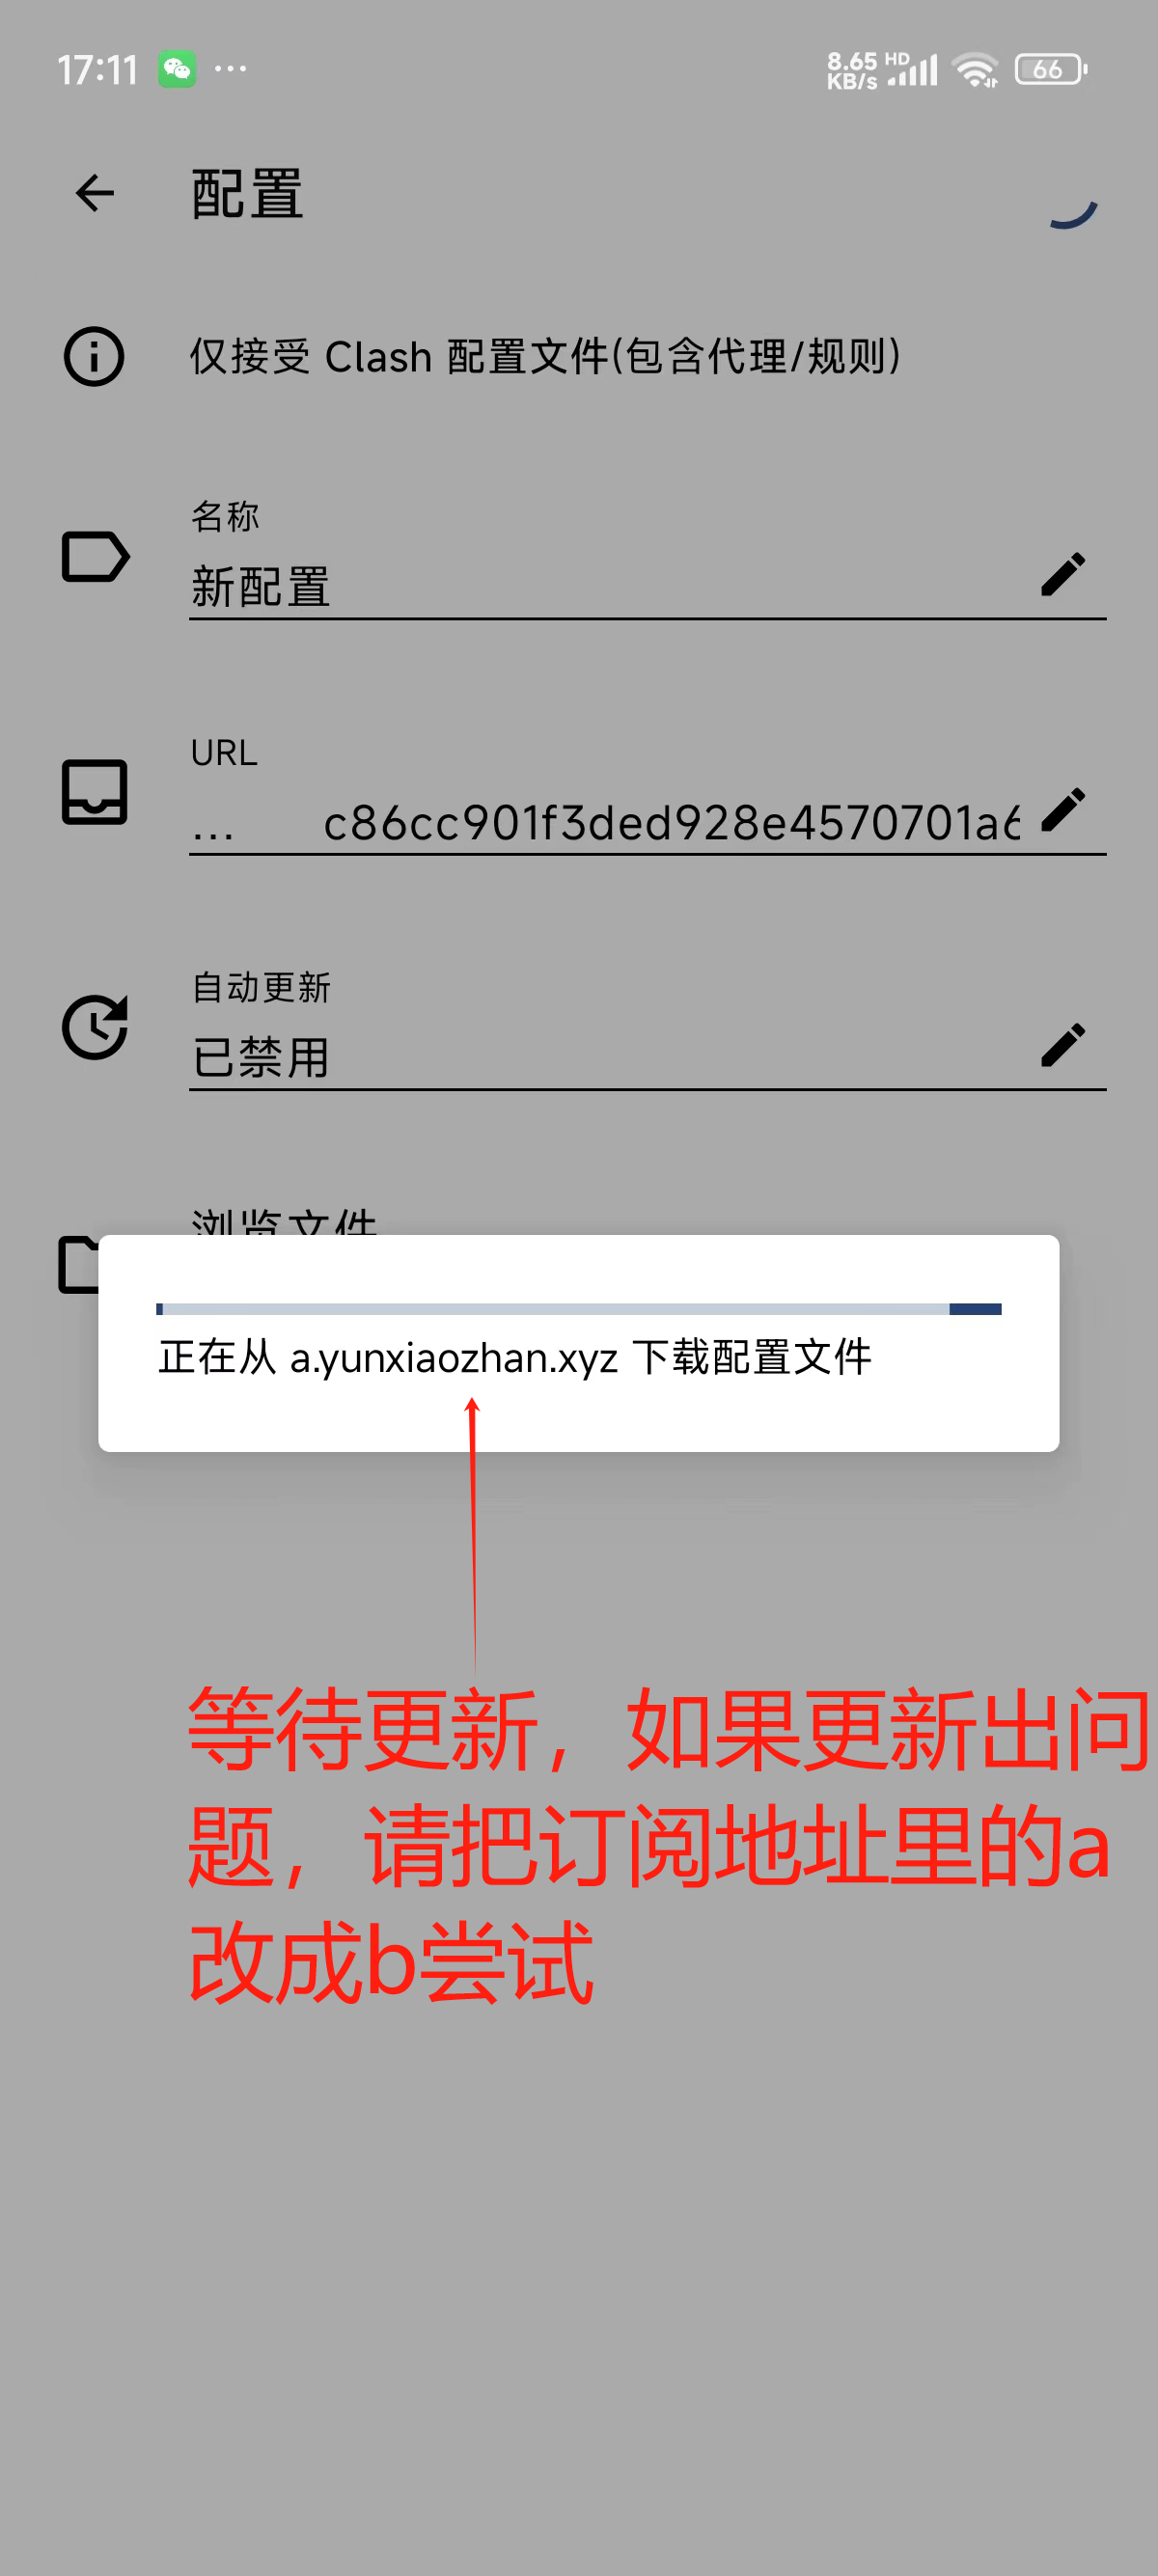 17:11 ... 8.65 KB/s HD 66
配置
仅接受 Clash 配置文件(包含代理/规则)
名称
新配置
URL
... c86cc901f3ded928e4570701a6
自动更新
已禁用
浏览文件
正在从 a.yunxiaozhan.xyz 下载配置文件
等待更新，如果更新出问
题，请把订阅地址里的a
改成b尝试